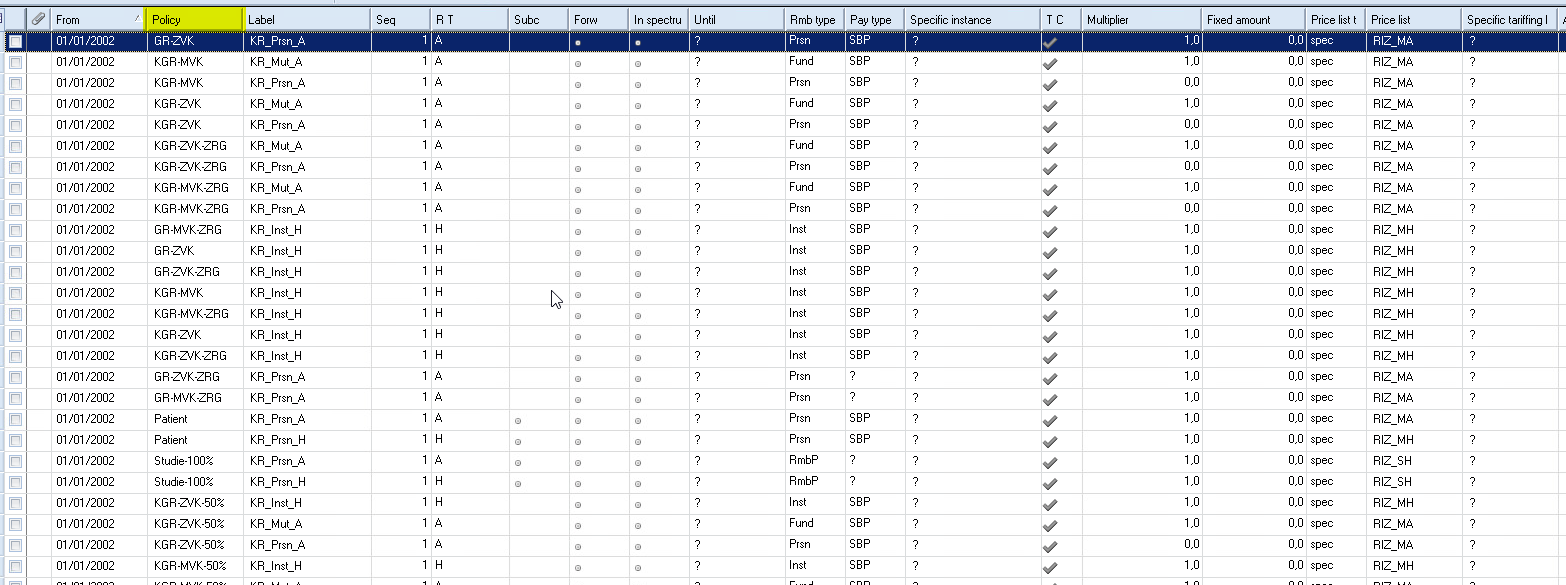 From Policy Label Seq R T Subc Forw In spectru Until Rmb type Pay type Specific instance T C Multiplier Fixed amount Price list t Price list Specific tariffing l
01/01/2002 GR-ZVK KR_Prsn_A 1 A ? Prsn SBP ? 1,0 0,0 spec RIZ_MA ?
01/01/2002 KGR-MVK KR_Mut_A 1 A ? Fund SBP ? 1,0 0,0 spec RIZ_MA ?
01/01/2002 KGR-MVK KR_Prsn_A 1 A ? Prsn SBP ? 0,0 0,0 spec RIZ_MA ?
01/01/2002 KGR-ZVK KR_Mut_A 1 A ? Fund SBP ? 1,0 0,0 spec RIZ_MA ?
01/01/2002 KGR-ZVK KR_Prsn_A 1 A ? Prsn SBP ? 0,0 0,0 spec RIZ_MA ?
01/01/2002 KGR-ZVK-ZRG KR_Mut_A 1 A ? Fund SBP ? 1,0 0,0 spec RIZ_MA ?
01/01/2002 KGR-ZVK-ZRG KR_Prsn_A 1 A ? Prsn SBP ? 0,0 0,0 spec RIZ_MA ?
01/01/2002 KGR-MVK-ZRG KR_Mut_A 1 A ? Fund SBP ? 1,0 0,0 spec RIZ_MA ?
01/01/2002 KGR-MVK-ZRG KR_Prsn_A 1 A ? Prsn SBP ? 0,0 0,0 spec RIZ_MA ?
01/01/2002 GR-MVK-ZRG KR_Inst_H 1 H ? Inst SBP ? 1,0 0,0 spec RIZ_MH ?
01/01/2002 GR-ZVK KR_Inst_H 1 H ? Inst SBP ? 1,0 0,0 spec RIZ_MH ?
01/01/2002 GR-ZVK-ZRG KR_Inst_H 1 H ? Inst SBP ? 1,0 0,0 spec RIZ_MH ?
01/01/2002 KGR-MVK KR_Inst_H 1 H ? Inst SBP ? 1,0 0,0 spec RIZ_MH ?
01/01/2002 KGR-MVK-ZRG KR_Inst_H 1 H ? Inst SBP ? 1,0 0,0 spec RIZ_MH ?
01/01/2002 KGR-ZVK KR_Inst_H 1 H ? Inst SBP ? 1,0 0,0 spec RIZ_MH ?
01/01/2002 KGR-ZVK-ZRG KR_Inst_H 1 H ? Inst SBP ? 1,0 0,0 spec RIZ_MH ?
01/01/2002 GR-ZVK-ZRG KR_Prsn_A 1 A ? Prsn ? ? 1,0 0,0 spec RIZ_MA ?
01/01/2002 GR-MVK-ZRG KR_Prsn_A 1 A ? Prsn ? ? 1,0 0,0 spec RIZ_MA ?
01/01/2002 Patient KR_Prsn_A 1 A ? Prsn SBP ? 1,0 0,0 spec RIZ_MA ?
01/01/2002 Patient KR_Prsn_H 1 H ? Prsn SBP ? 1,0 0,0 spec RIZ_MH ?
01/01/2002 Studie-100% KR_Prsn_A 1 A ? RmbP ? ? 1,0 0,0 spec RIZ_SH ?
01/01/2002 Studie-100% KR_Prsn_H 1 H ? RmbP ? ? 1,0 0,0 spec RIZ_SH ?
01/01/2002 KGR-ZVK-50% KR_Inst_H 1 H ? Inst SBP ? 1,0 0,0 spec RIZ_MH ?
01/01/2002 KGR-ZVK-50% KR_Mut_A 1 A ? Fund SBP ? 1,0 0,0 spec RIZ_MA ?
01/01/2002 KGR-ZVK-50% KR_Prsn_A 1 A ? Prsn SBP ? 0,0 0,0 spec RIZ_MA ?
01/01/2002 KGR-MVK-50% KR_Inst_H 1 H ? Inst SBP ? 1,0 0,0 spec RIZ_MH ?